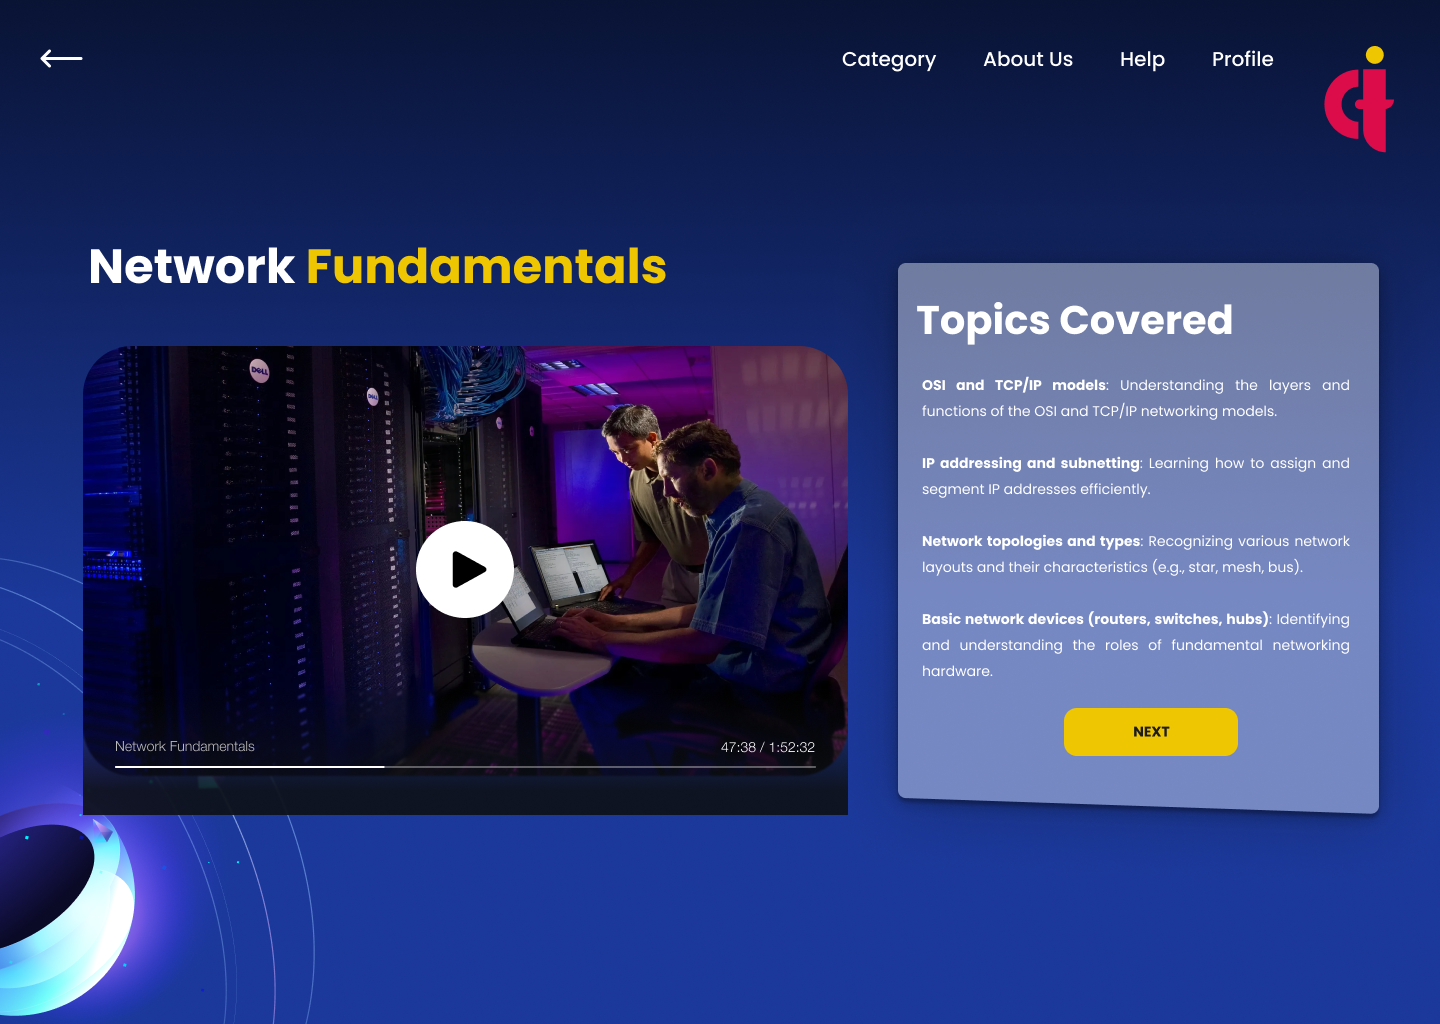 Category About Us Help Profile
Network Fundamentals
Topics Covered
OSI and TCP/IP models: Understanding the layers and
functions of the OSI and TCP/IP networking models.
IP addressing and subnetting: Learning how to assign and
segment IP addresses efficiently.
Network topologies and types: Recognizing various network
layouts and their characteristics (e.g., star, mesh, bus).
Basic network devices (routers, switches, hubs): Identifying
and understanding the roles of fundamental networking
hardware.
NEXT
DELL
DELL
Network Fundamentals
47:38 / 1:52:32